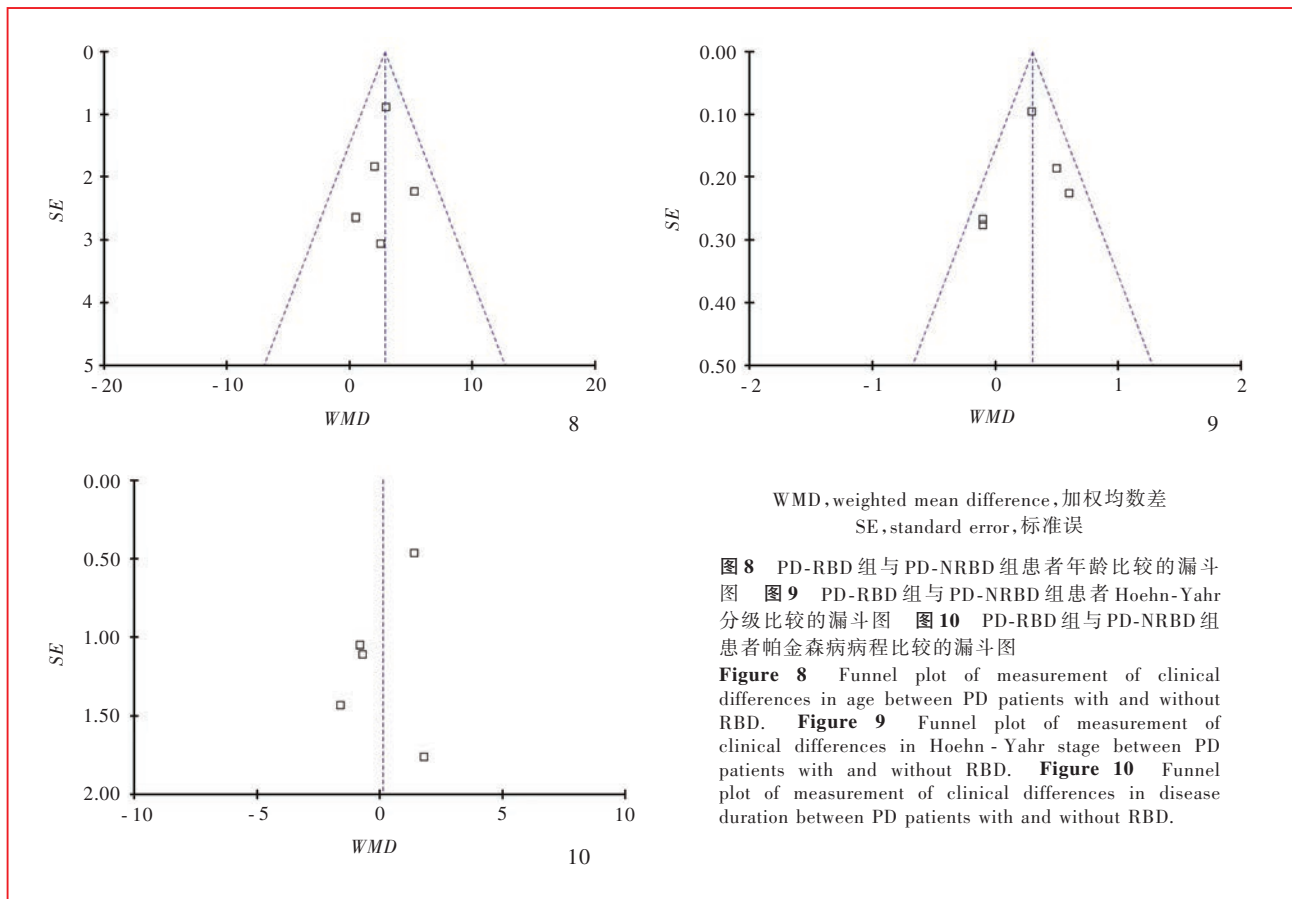 0
1
2
3
4
5
SE
-20
-10
0
10
20
WMD
8
0.00
0.10
0.20
0.30
0.40
0.50
SE
-2
-1
0
1
2
WMD
9
0.00
0.50
1.00
1.50
2.00
SE
-10
-5
0
5
10
WMD
10
WMD,weighted mean difference,加权均数差
SE,standard error,标准误
图8 PD-RBD组与PD-NRBD组患者年龄比较的漏斗
图 图9 PD-RBD组与PD-NRBD组患者Hoehn-Yahr
分级比较的漏斗图 图10 PD-RBD组与PD-NRBD组
患者帕金森病病程比较的漏斗图
Figure 8 Funnel plot of measurement of clinical
differences in age between PD patients with and without
RBD. Figure 9 Funnel plot of measurement of
clinical differences in Hoehn - Yahr stage between PD
patients with and without RBD. Figure 10 Funnel
plot of measurement of clinical differences in disease
duration between PD patients with and without RBD.